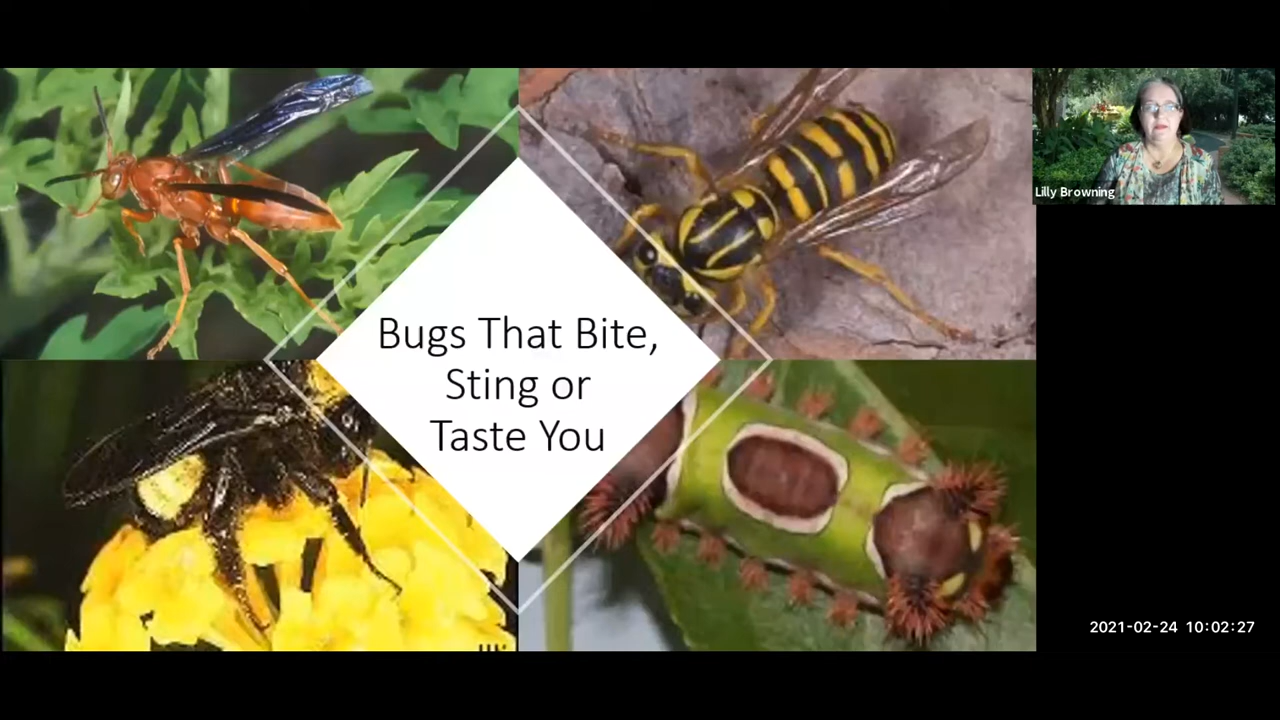 Lilly Browning
Bugs That Bite,
Sting or
Taste You
2021-02-24 10:02:27